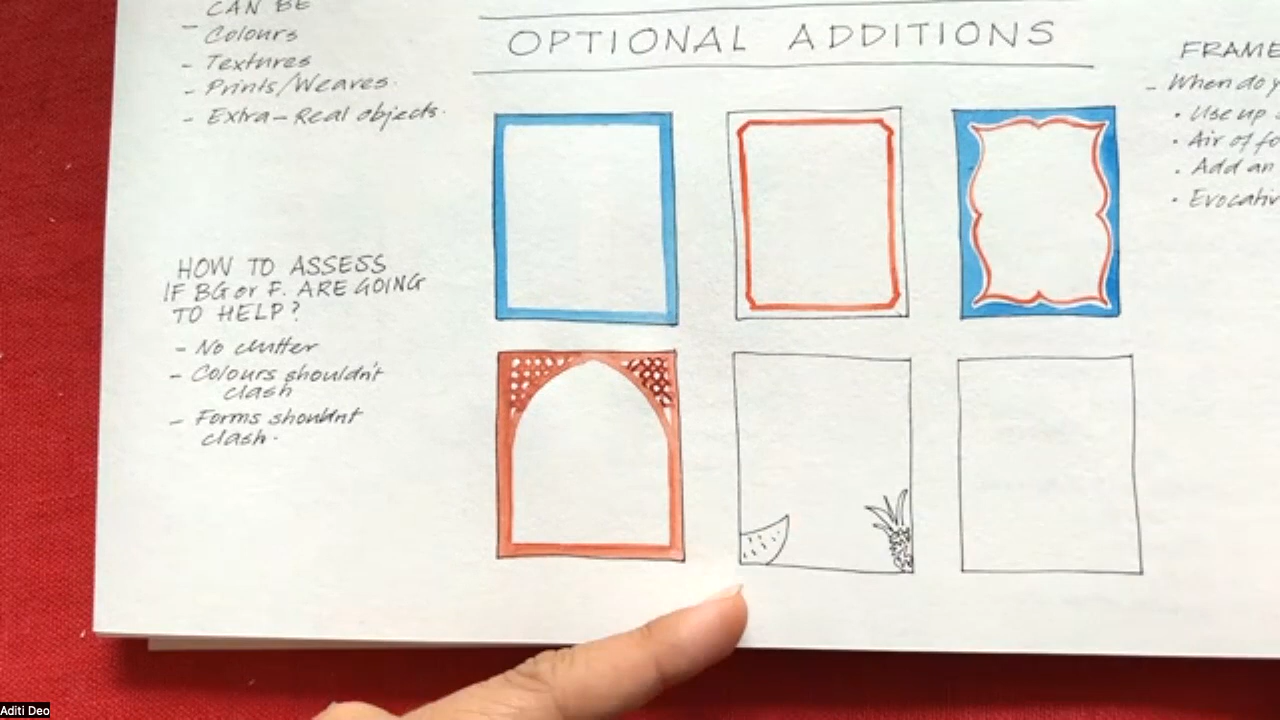 CAN BE
- Colours
- Textures
- Prints/Weaves.
- Extra-Real objects.
HOW TO ASSESS
IF BG or F. ARE GOING
TO HELP?
- No clutter
- Colours shouldn't
clash
- Forms shouldnt
clash.
OPTIONAL ADDITIONS
FRAME
- When do y
• Use up
• Air of fo
• Add an
• Evocativ
Aditi Deo